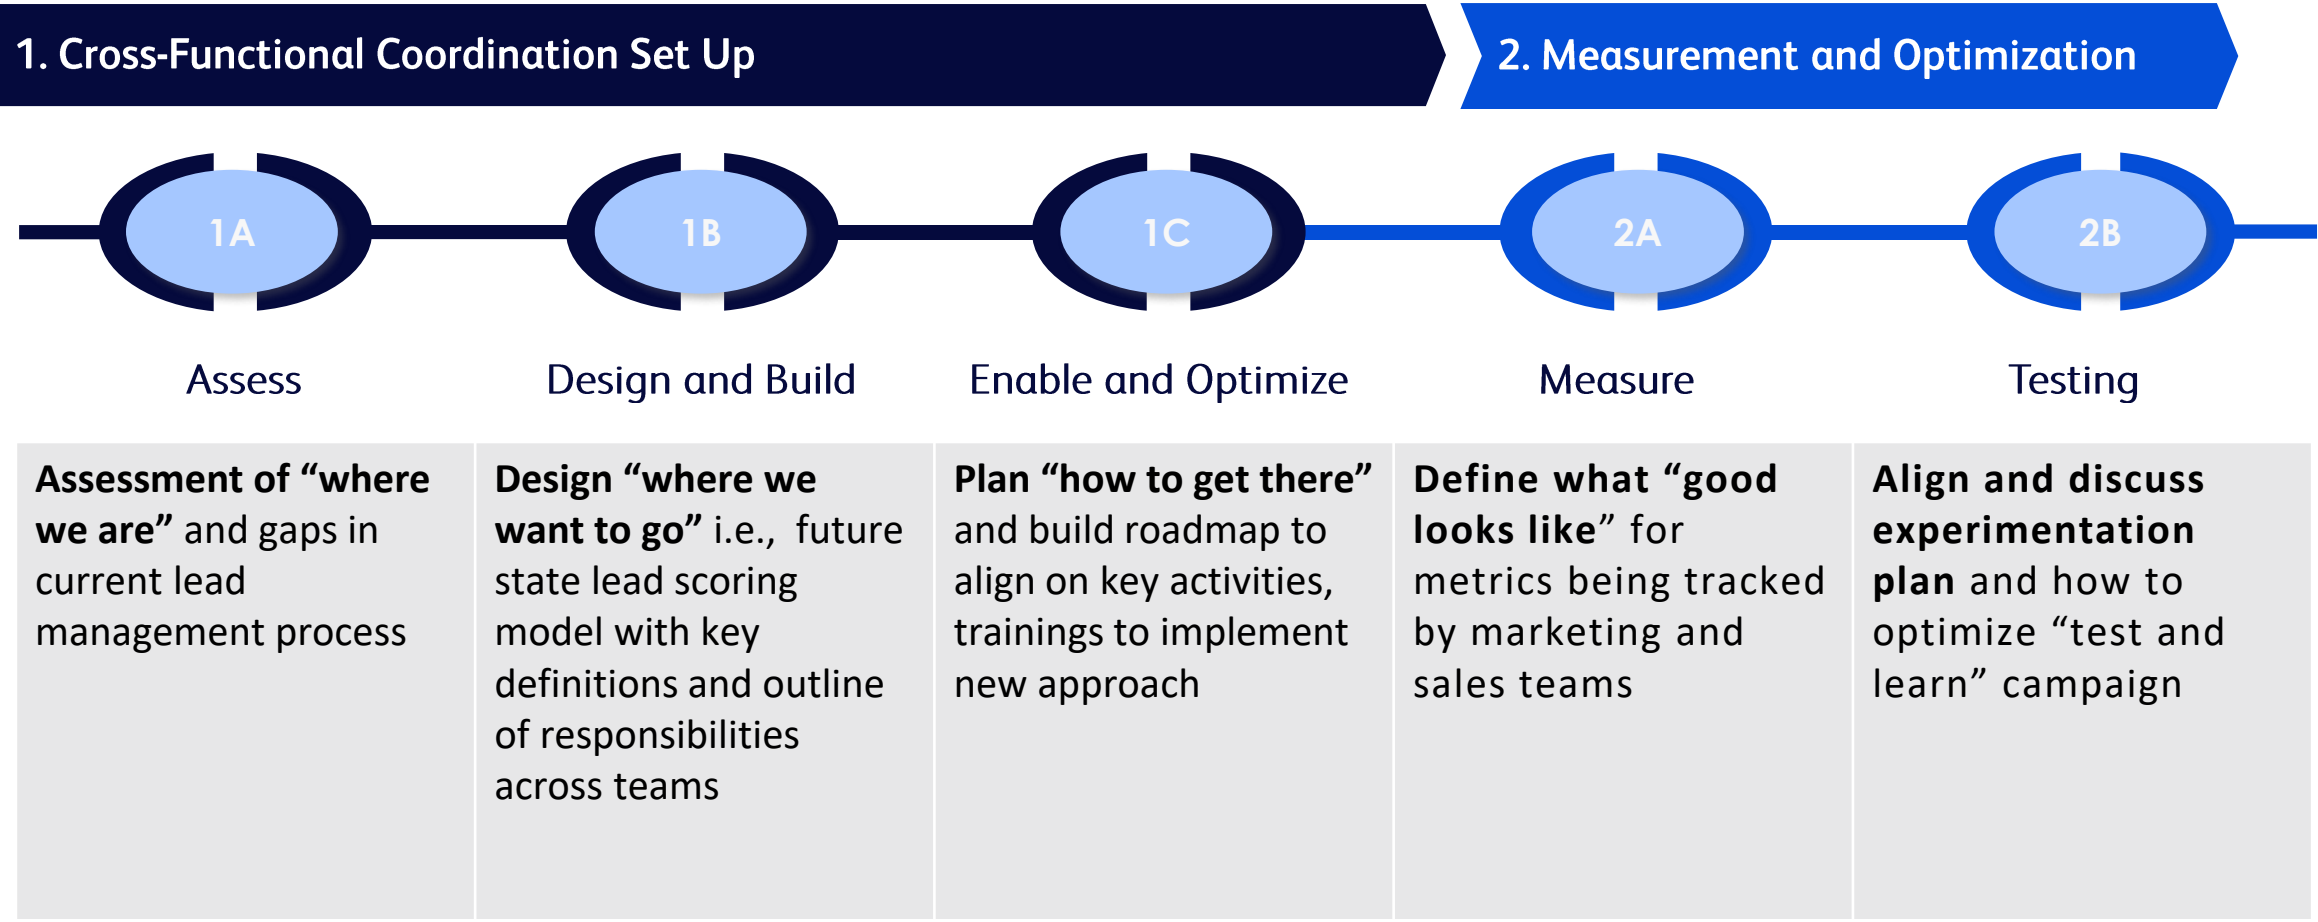 1. Cross-Functional Coordination Set Up
2. Measurement and Optimization
1A
1B
1C
2A
2B
Assess
Design and Build
Enable and Optimize
Measure
Testing
Assessment of “where
we are” and gaps in
current lead
management process
Design “where we
want to go” i.e.,  future
state lead scoring
model with key
definitions and outline
of responsibilities
across teams
Plan “how to get there”
and build roadmap to
align on key activities,
trainings to implement
new approach
Define what “good
looks like” for
metrics being tracked
by marketing and
sales teams
Align and discuss
experimentation
plan and how to
optimize “test and
learn” campaign